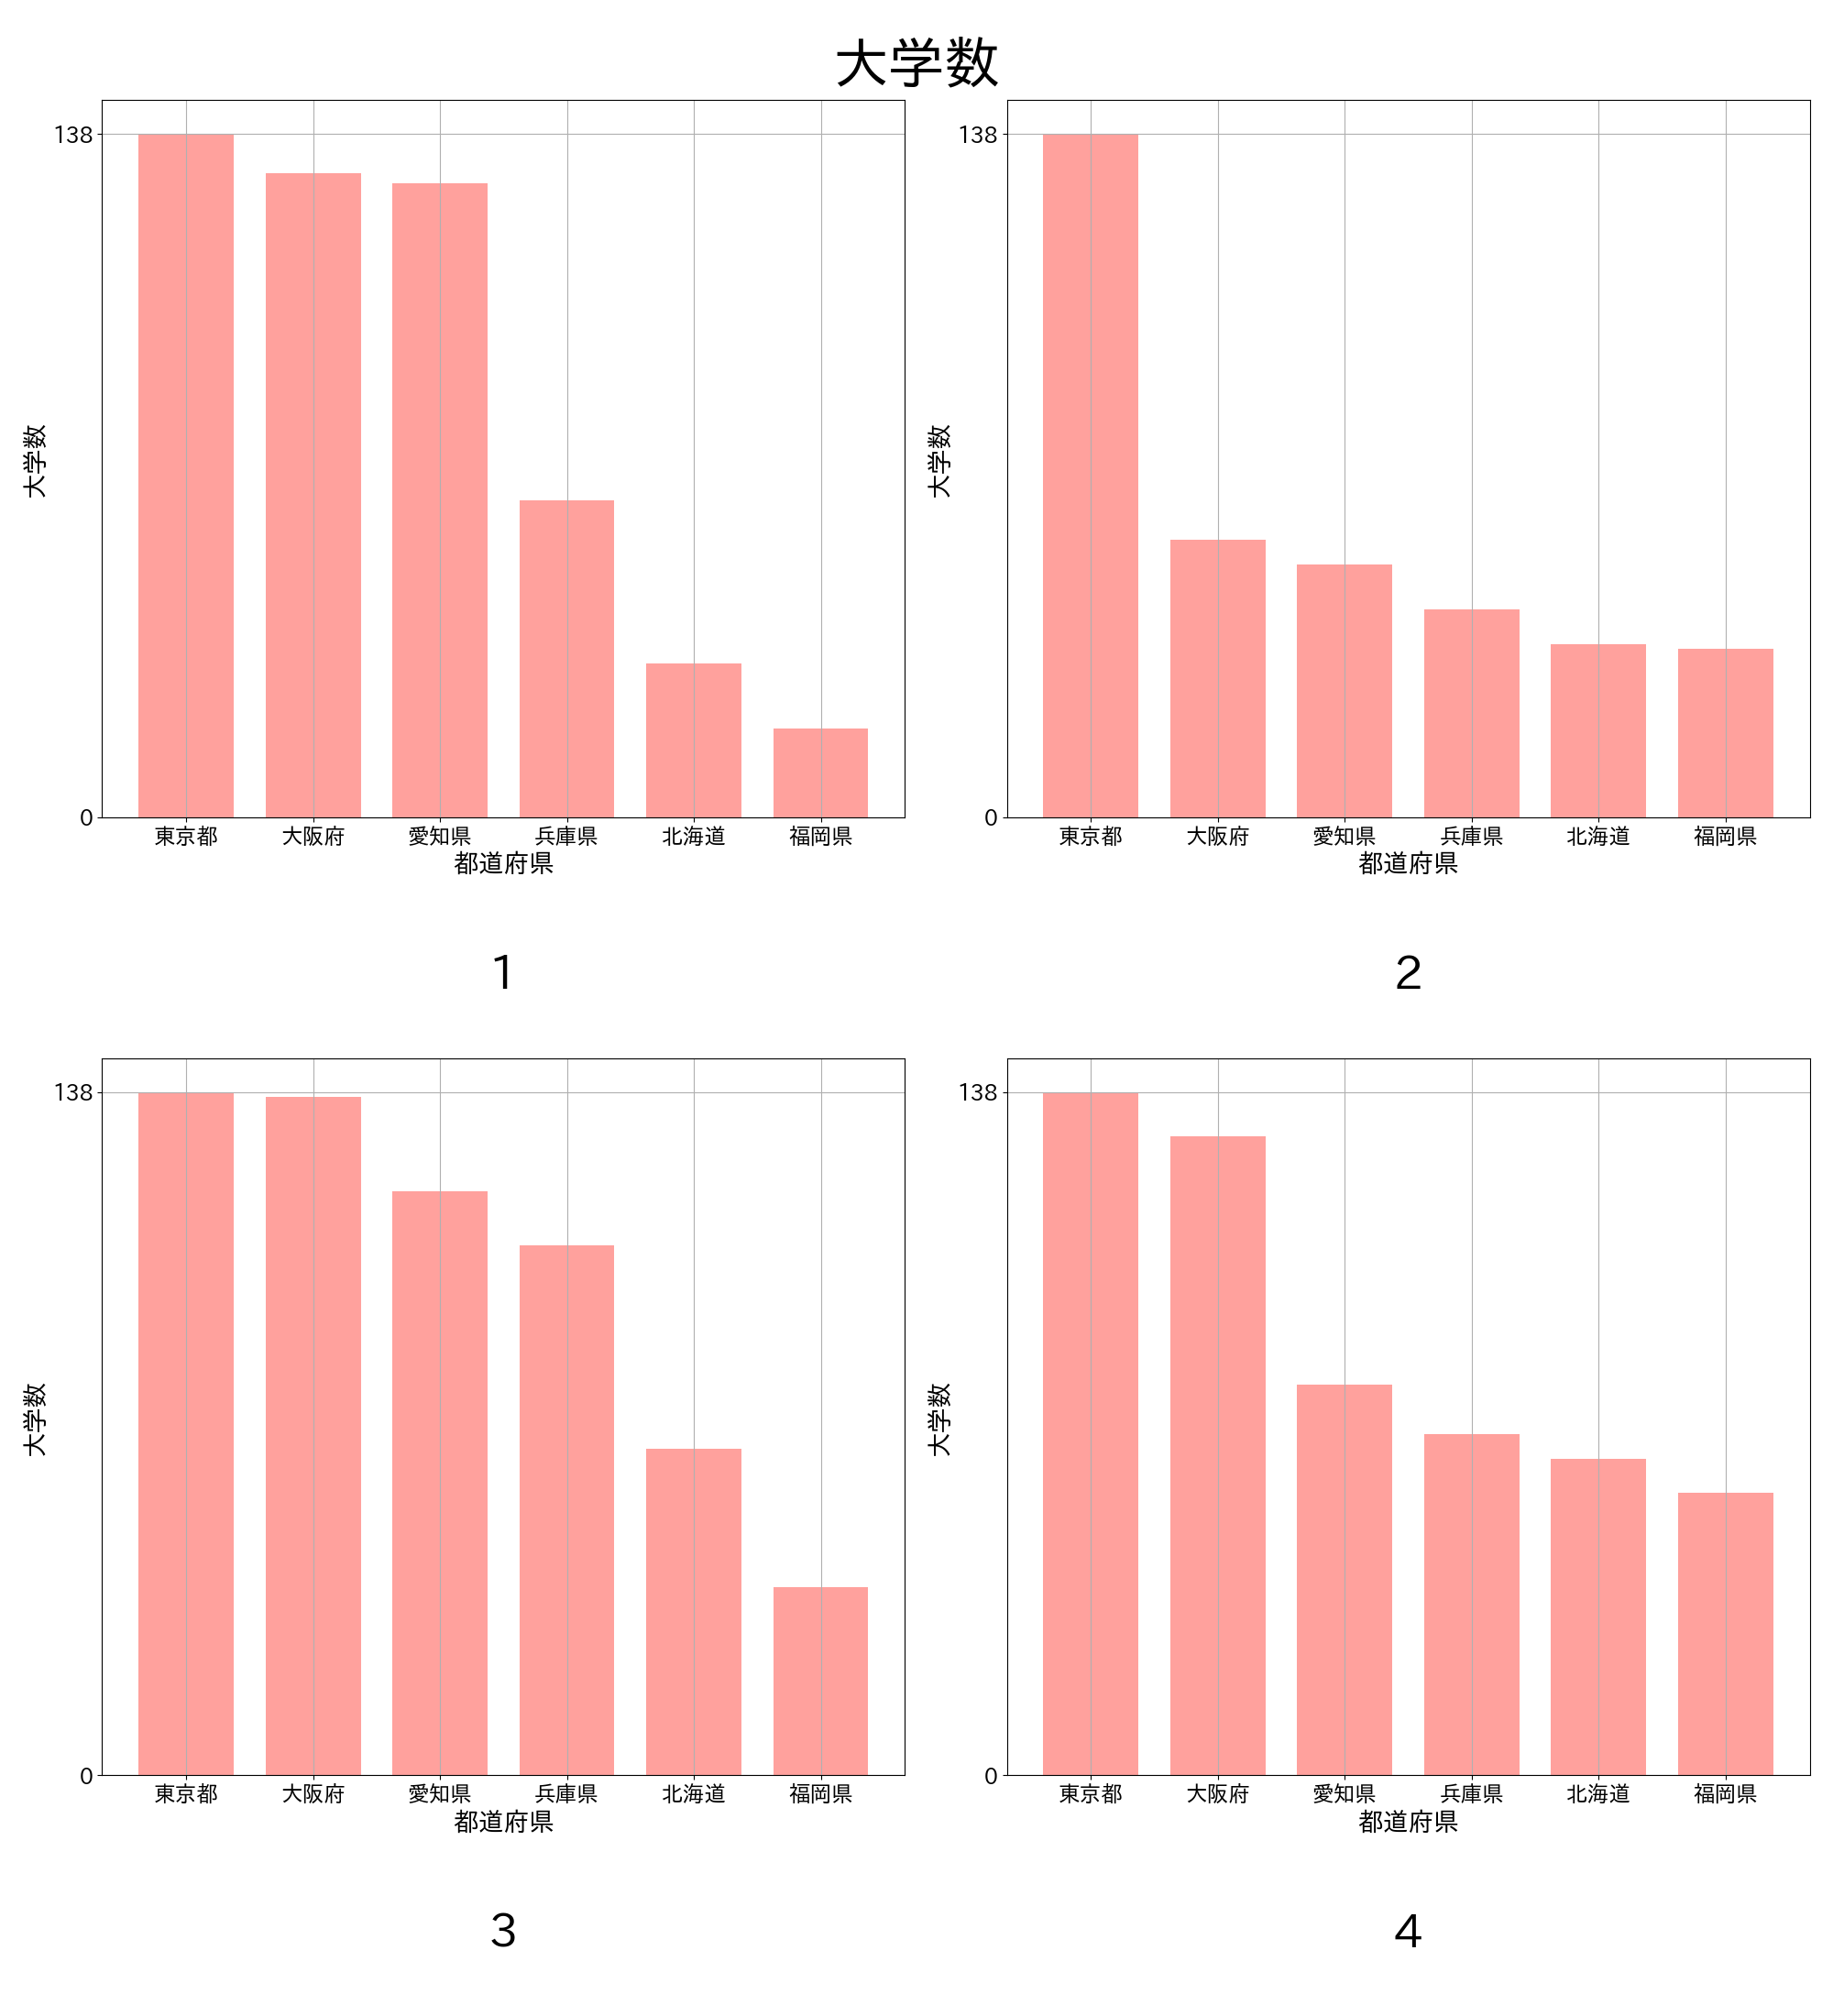 大学数
138
0
大学数
東京都 大阪府 愛知県 兵庫県 北海道 福岡県
都道府県
1
138
0
大学数
東京都 大阪府 愛知県 兵庫県 北海道 福岡県
都道府県
2
138
0
大学数
東京都 大阪府 愛知県 兵庫県 北海道 福岡県
都道府県
3
138
0
大学数
東京都 大阪府 愛知県 兵庫県 北海道 福岡県
都道府県
4